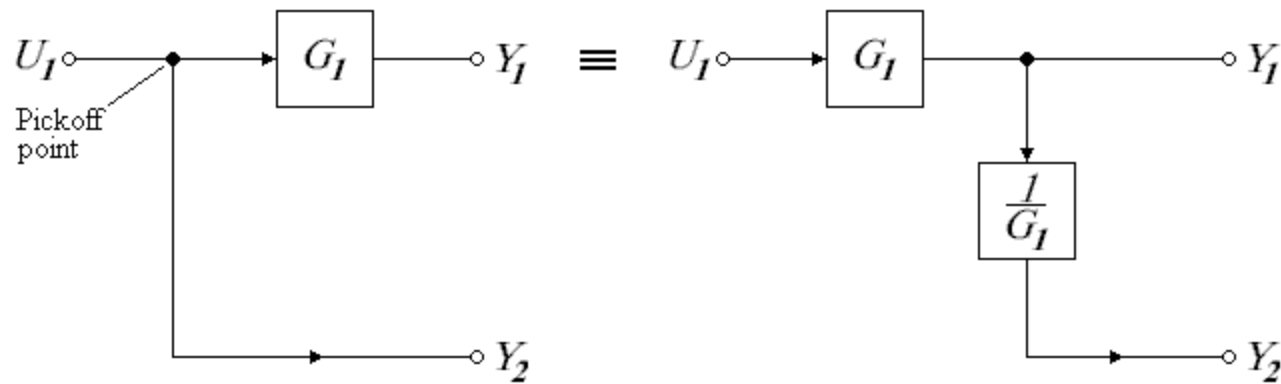 U₁ G₁ Y₁ ≡ U₁ G₁ Y₁
Pickoff
point
1
G₁
Y₂ Y₂